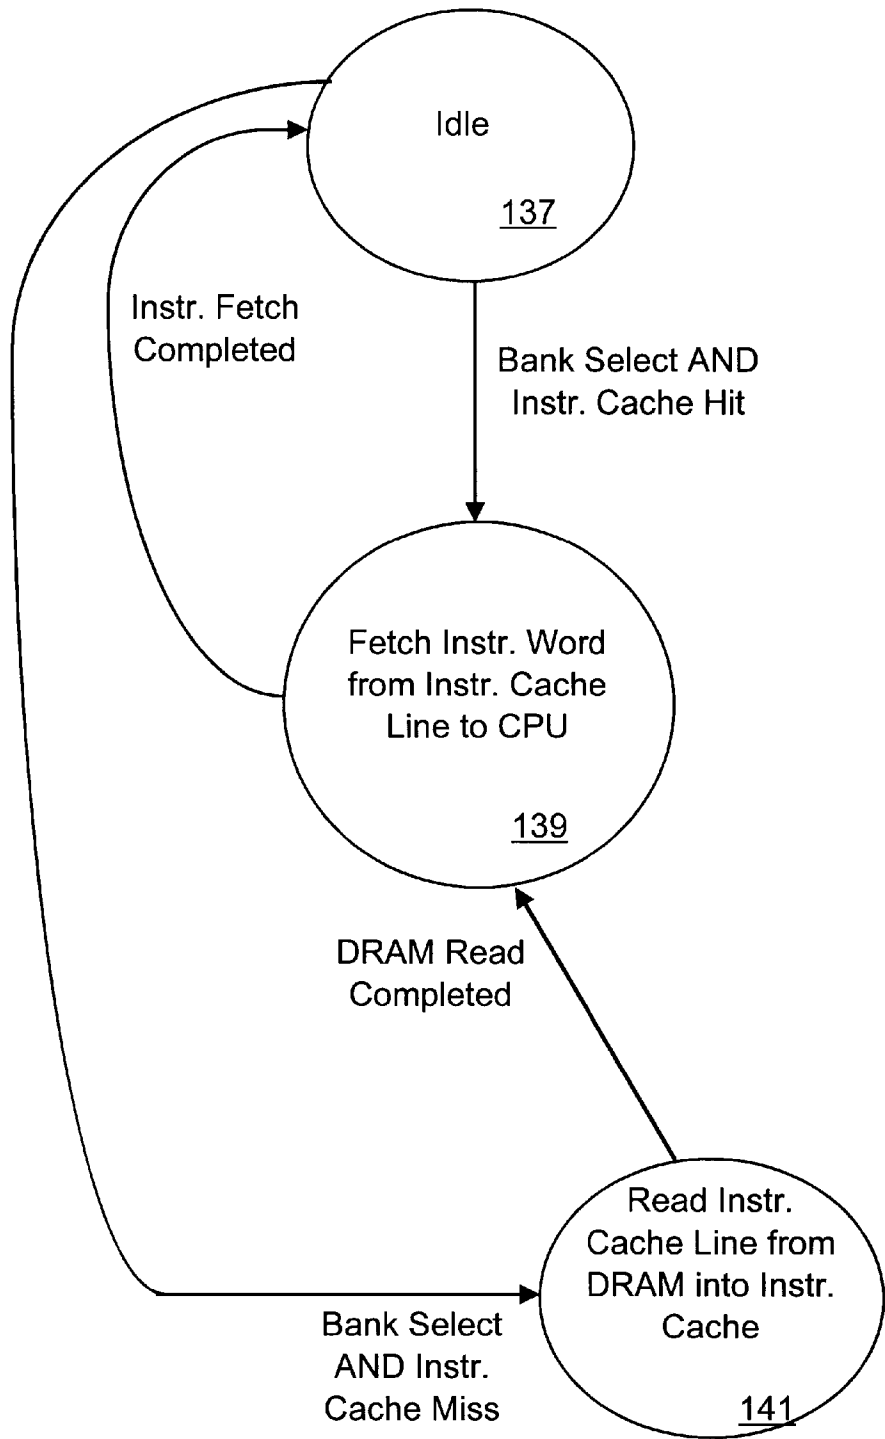 Idle
137
Instr. Fetch
Completed
Bank Select AND
Instr. Cache Hit
Fetch Instr. Word
from Instr. Cache
Line to CPU
139
DRAM Read
Completed
Read Instr.
Cache Line from
DRAM into Instr.
Cache
141
Bank Select
AND Instr.
Cache Miss